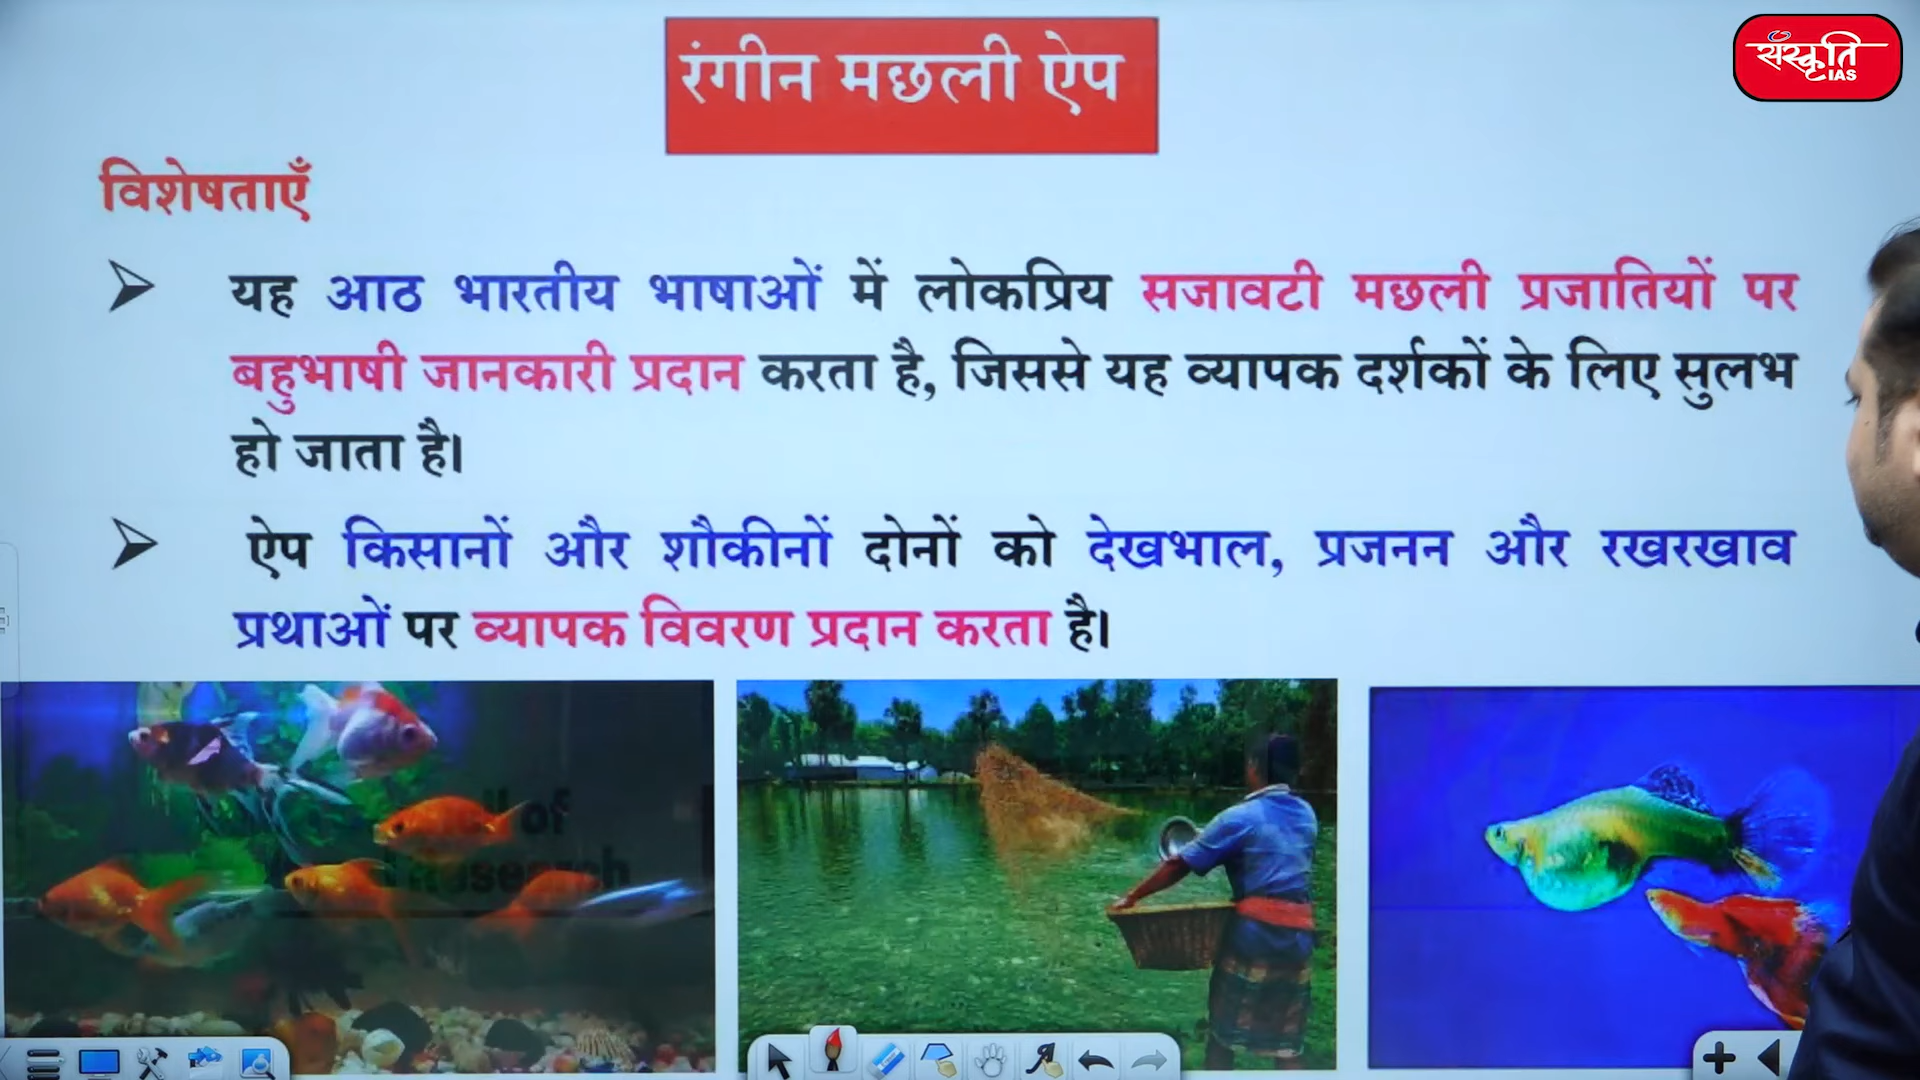 रंगीन मछली ऐप
संस्कृति
IAS
विशेषताएँ
यह आठ भारतीय भाषाओं में लोकप्रिय सजावटी मछली प्रजातियों पर
बहुभाषी जानकारी प्रदान करता है, जिससे यह व्यापक दर्शकों के लिए सुलभ
हो जाता है।
ऐप किसानों और शौकीनों दोनों को देखभाल, प्रजनन और रखरखाव
प्रथाओं पर व्यापक विवरण प्रदान करता है।
of